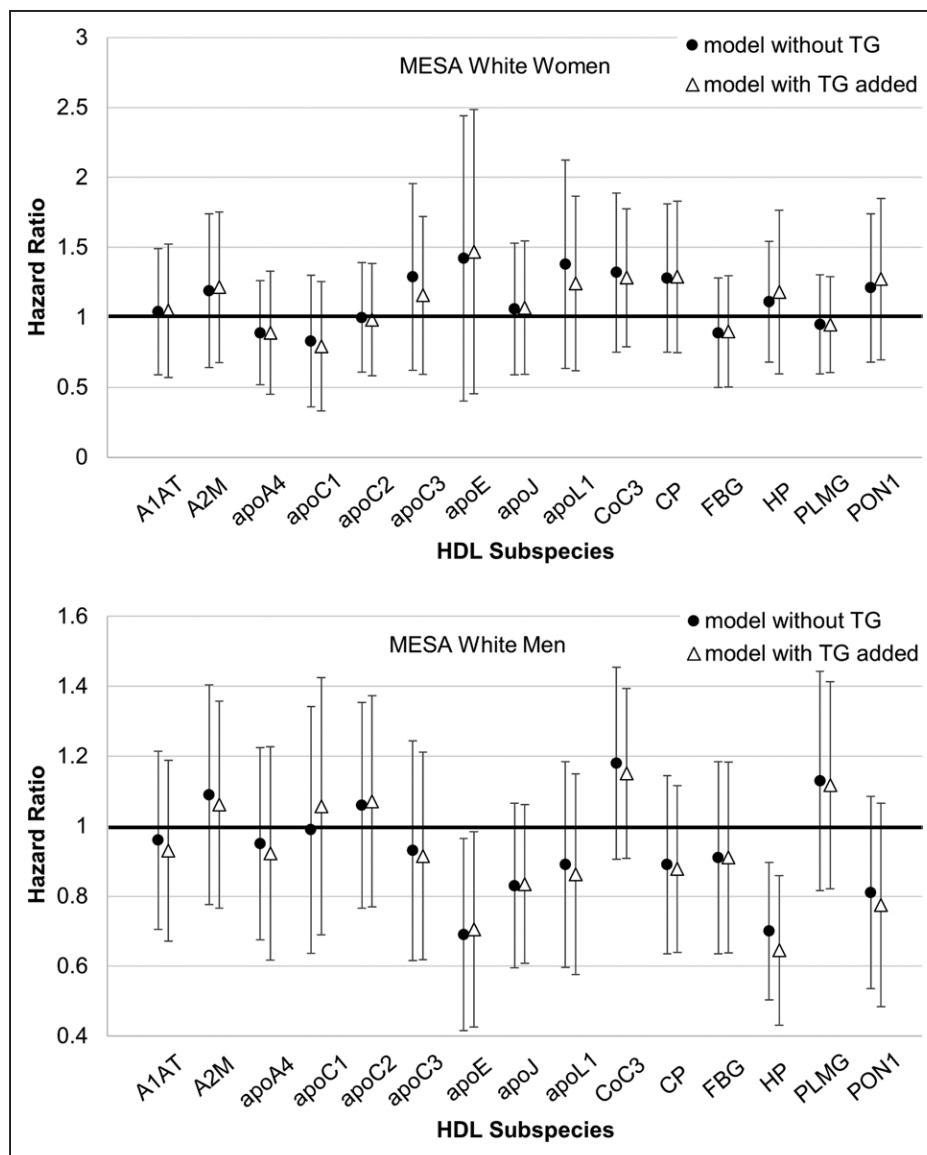 3
● model without TG
MESA White Women
△ model with TG added
2.5
2
1.5
1
0.5
0
Hazard Ratio
A1AT A2M apoA4 apoC1 apoC2 apoC3 apoE apoJ apoL1 CoC3 CP FBG HP PLMG PON1
HDL Subspecies
1.6
● model without TG
MESA White Men
△ model with TG added
1.4
1.2
1
0.8
0.6
0.4
Hazard Ratio
A1AT A2M apoA4 apoC1 apoC2 apoC3 apoE apoJ apoL1 CoC3 CP FBG HP PLMG PON1
HDL Subspecies